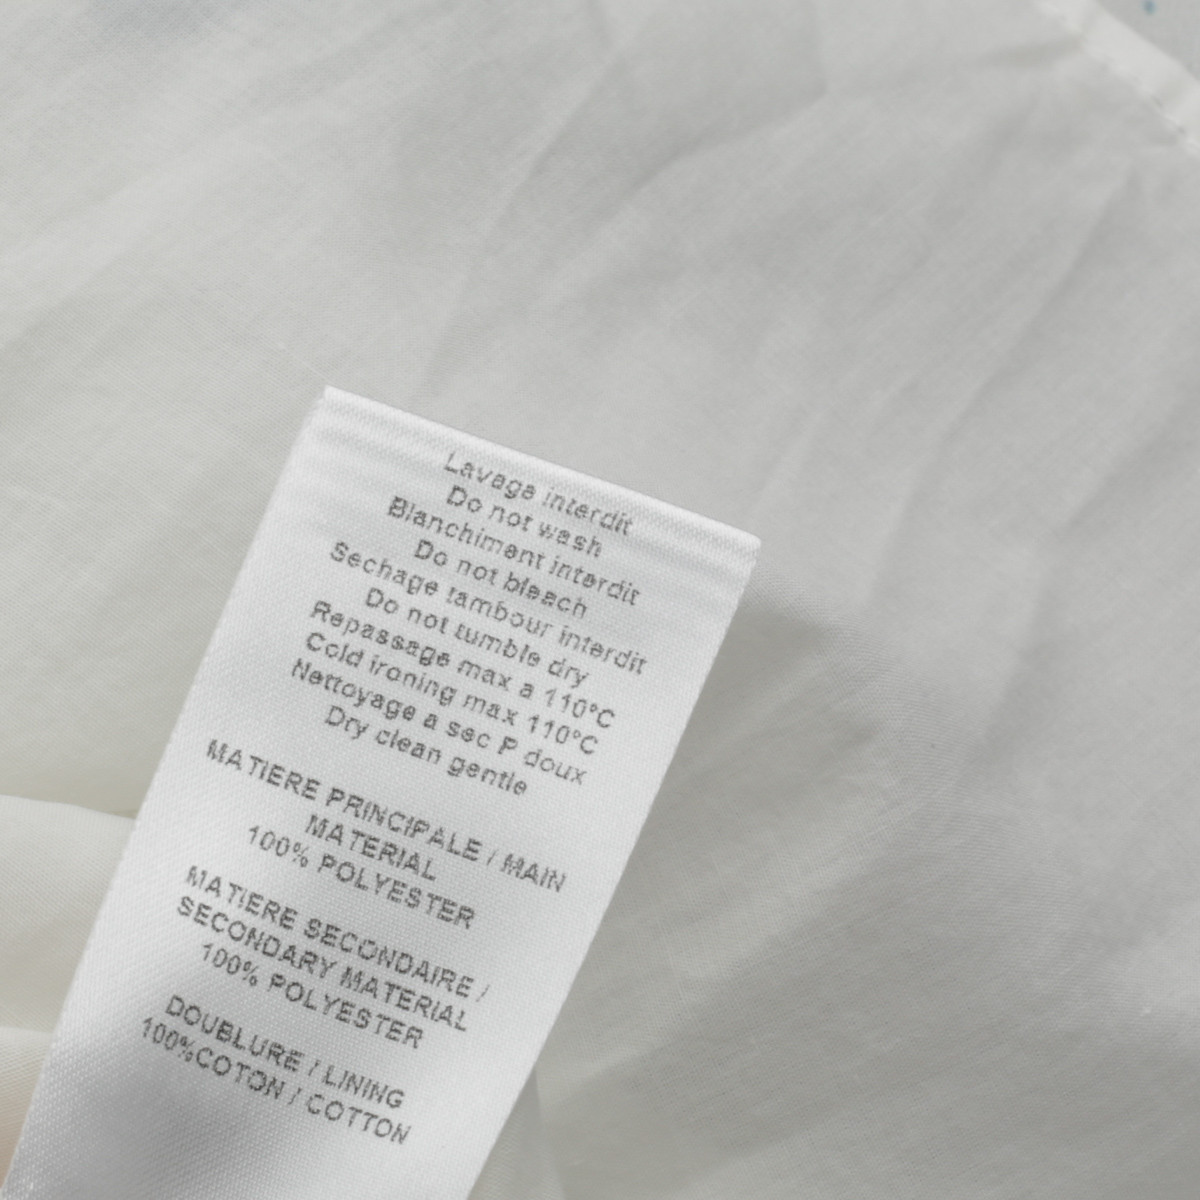 Lavage interdit
Do not wash
Blanchiment interdit
Do not bleach
Sechage tambour interdit
Do not tumble dry
Repassage max a 110°C
Cold ironing max 110°C
Nettoyage a sec P doux
Dry clean gentle
MATIERE PRINCIPALE / MAIN
MATERIAL
100% POLYESTER
MATIERE SECONDAIRE /
SECONDARY MATERIAL
100% POLYESTER
DOUBLURE / LINING
100%COTON / COTTON